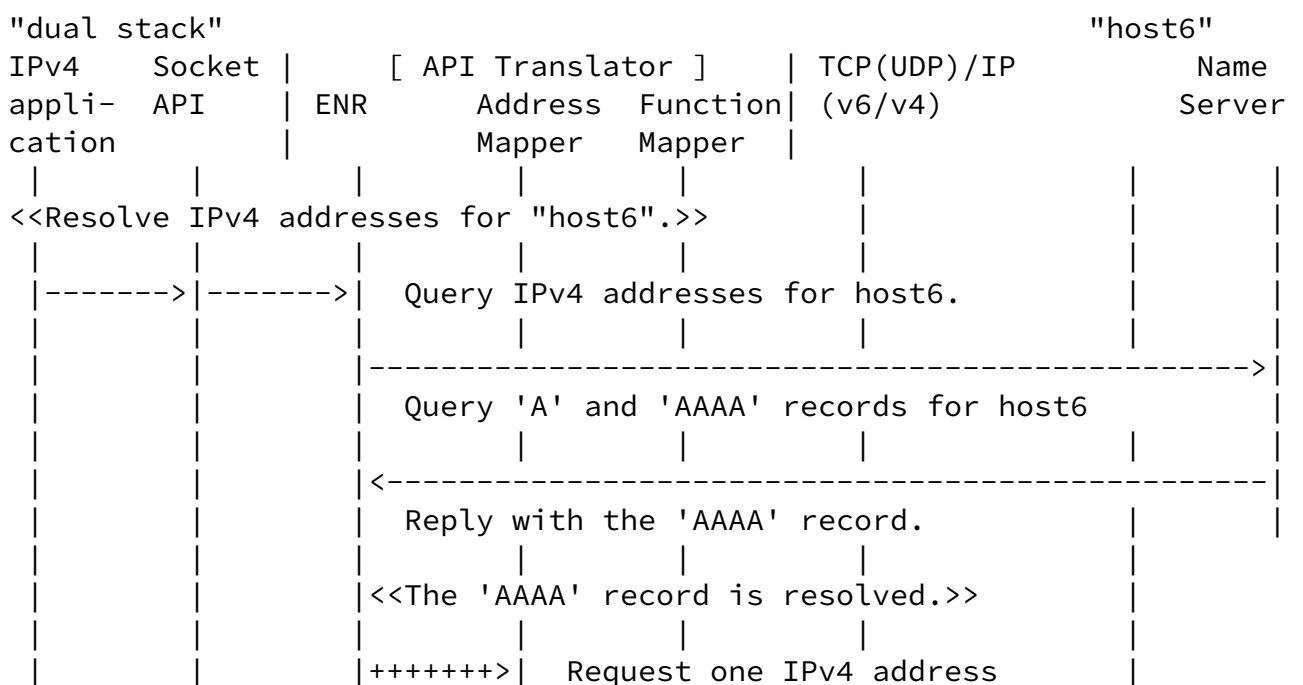 "dual stack" "host6"
IPv4 Socket | [ API Translator ] | TCP(UDP)/IP Name
appli- API | ENR Address Function| (v6/v4) Server
cation | Mapper Mapper |
| | | | | | | |
<<Resolve IPv4 addresses for "host6".>> | | |
| | | | | | | |
|------->|------->| Query IPv4 addresses for host6. | |
| | | | | | | |
| | |------------------------------------------------->|
| | | Query 'A' and 'AAAA' records for host6 |
| | | | | | | |
| | |<-------------------------------------------------|
| | | Reply with the 'AAAA' record. | |
| | | | | | |
| | |<<The 'AAAA' record is resolved.>> |
| | | | | | |
| | |+++++++>| Request one IPv4 address |